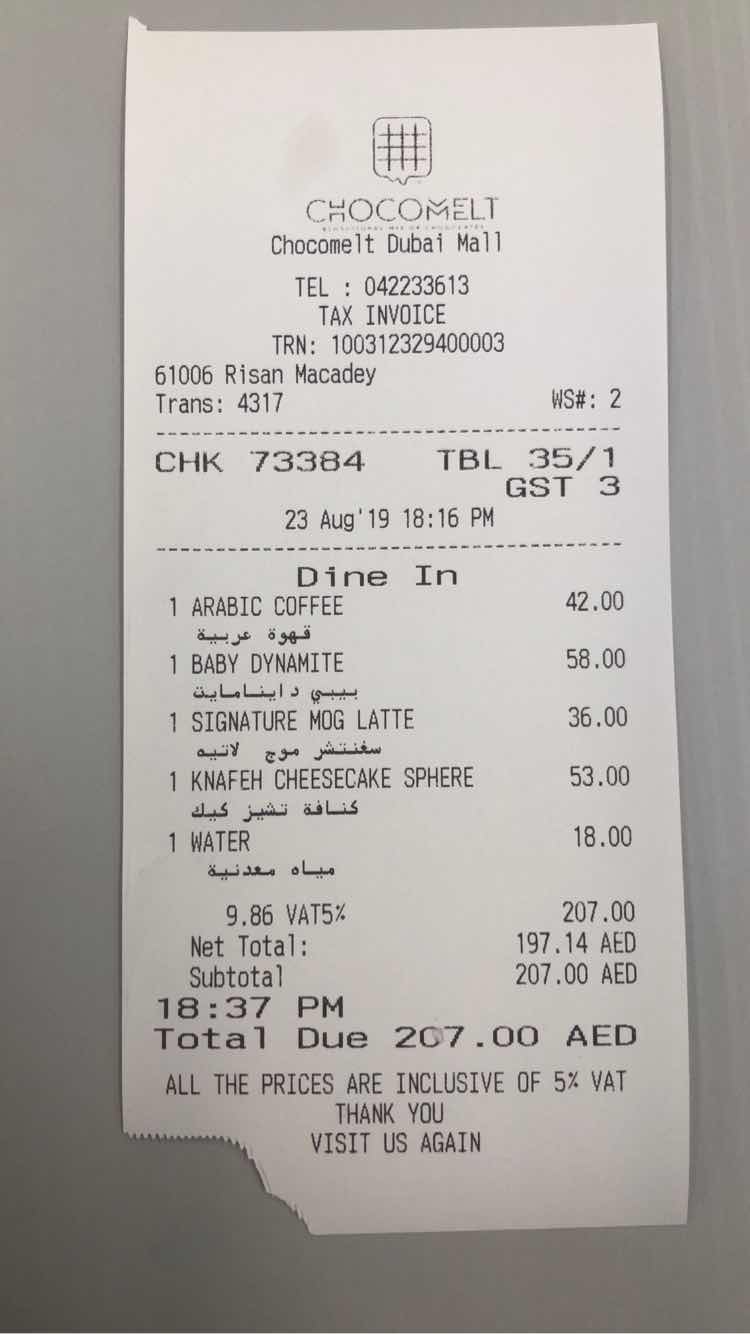 CHOCOMELT
Chocomelt Dubai Mall
TEL : 042233613
TAX INVOICE
TRN: 100312329400003
61006 Risan Macadey
Trans: 4317 WS#: 2
CHK 73384 TBL 35/1
GST 3
23 Aug'19 18:16 PM
Dine In
1 ARABIC COFFEE 42.00
قهوة عربية
1 BABY DYNAMITE 58.00
بيبي داينامايت
1 SIGNATURE MOG LATTE 36.00
سغنتشر موج لاتيه
1 KNAFEH CHEESECAKE SPHERE 53.00
كنافة تشيز كيك
1 WATER 18.00
مياه معدنية
9.86 VAT5% 207.00
Net Total: 197.14 AED
Subtotal 207.00 AED
18:37 PM
Total Due 207.00 AED
ALL THE PRICES ARE INCLUSIVE OF 5% VAT
THANK YOU
VISIT US AGAIN